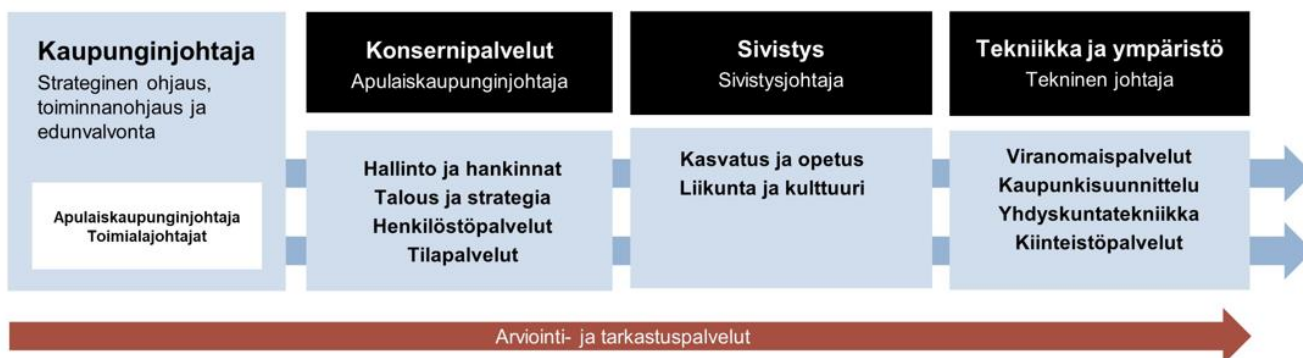 Kaupunginjohtaja
Strateginen ohjaus,
toiminnanohjaus ja
edunvalvonta
Apulaiskaupunginjohtaja
Toimialajohtajat
Konsernipalvelut
Apulaiskaupunginjohtaja
Hallinto ja hankinnat
Talous ja strategia
Henkilöstöpalvelut
Tilapalvelut
Sivistys
Sivistysjohtaja
Kasvatus ja opetus
Liikunta ja kulttuuri
Tekniikka ja ympäristö
Tekninen johtaja
Viranomaispalvelut
Kaupunkisuunnittelu
Yhdyskuntatekniikka
Kiinteistöpalvelut
Arviointi- ja tarkastuspalvelut